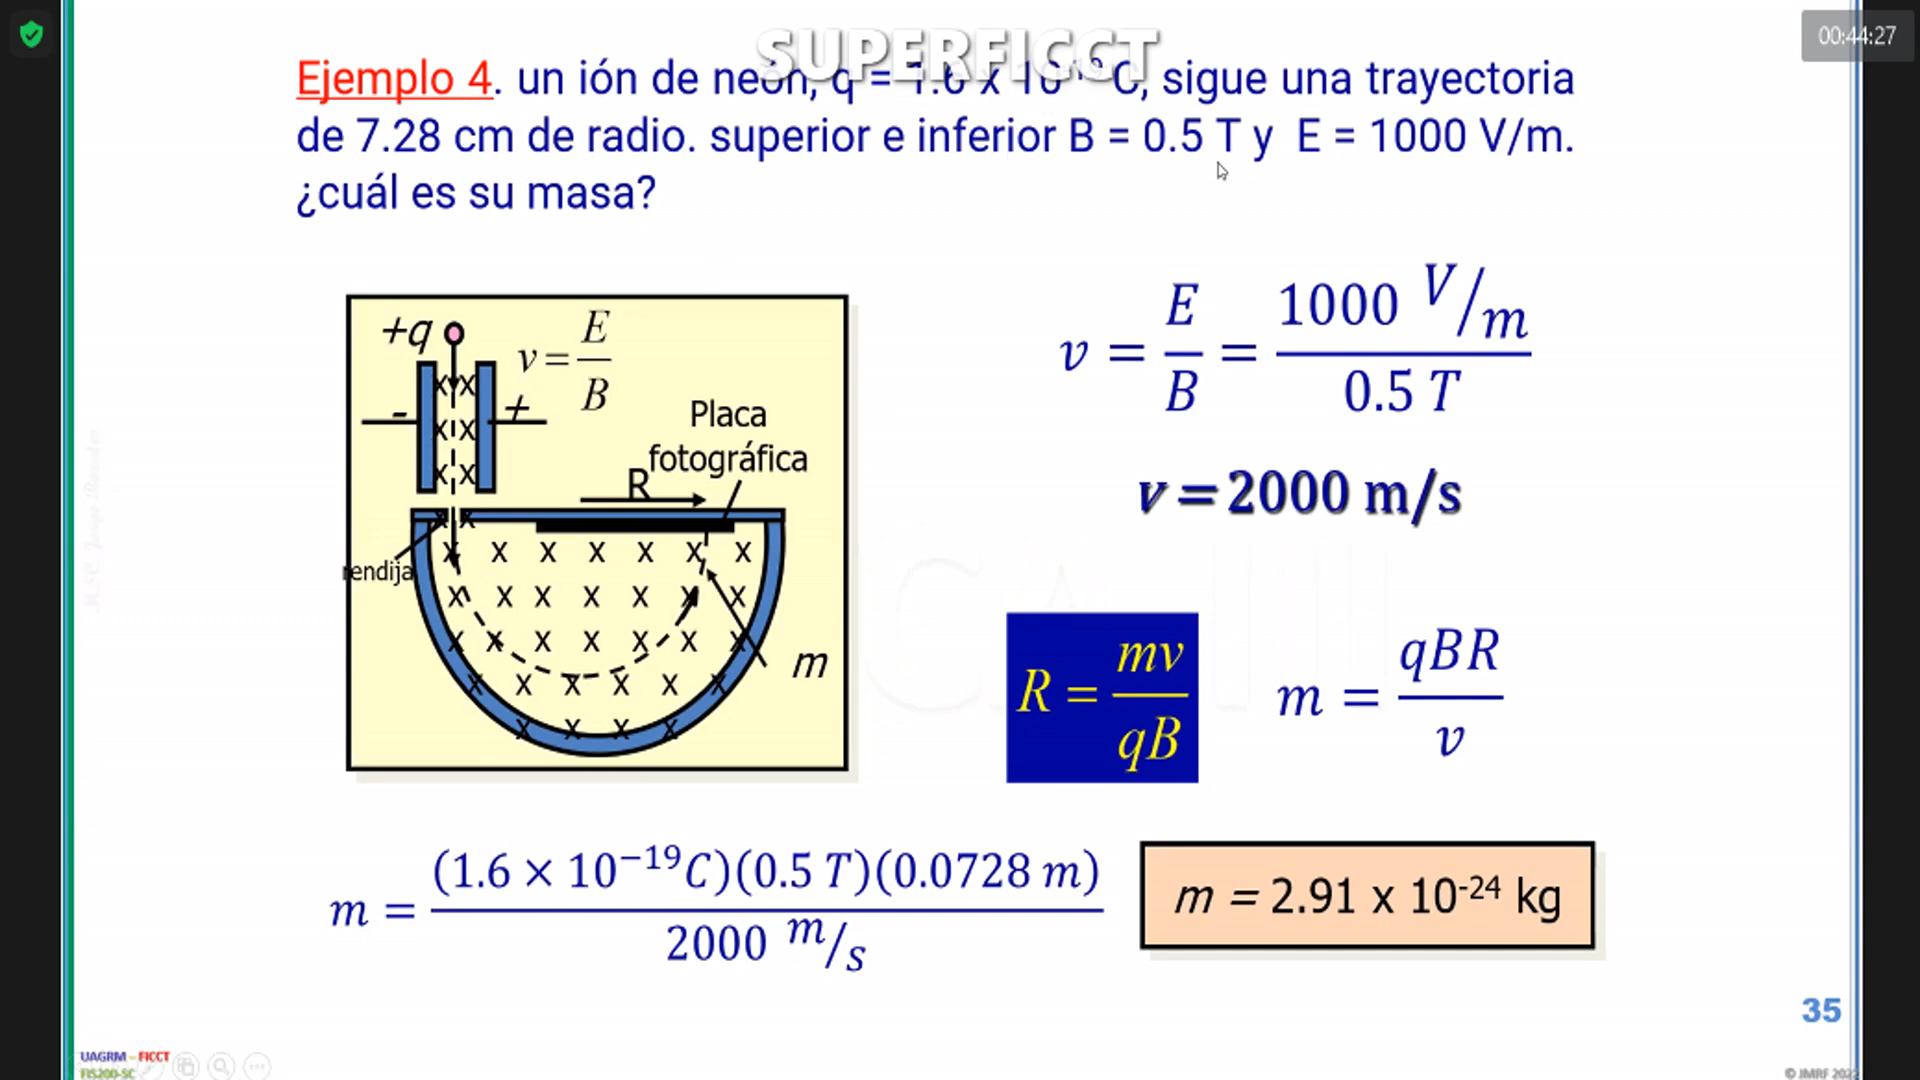 SUPERFICCT
00:44:27
Ejemplo 4. un ión de neón, q = 1.6 x 10⁻¹⁹ C, sigue una trayectoria
de 7.28 cm de radio. superior e inferior B = 0.5 T y E = 1000 V/m.
¿cuál es su masa?
+q
v = E/B
x x
- +
x x
x x
Placa
fotográfica
R
x x
rendija
x x x x x x x
x x x x x x x
x x x x x x x
m
x x x x x x
x x x x
v = E/B = 1000 V/m / 0.5 T
v = 2000 m/s
R = mv/qB
m = qBR/v
m = (1.6 × 10⁻¹⁹C)(0.5 T)(0.0728 m) / 2000 m/s
m = 2.91 x 10⁻²⁴ kg
35
UAGRM - FICCT
FIS200-SC
© JMRF 2022